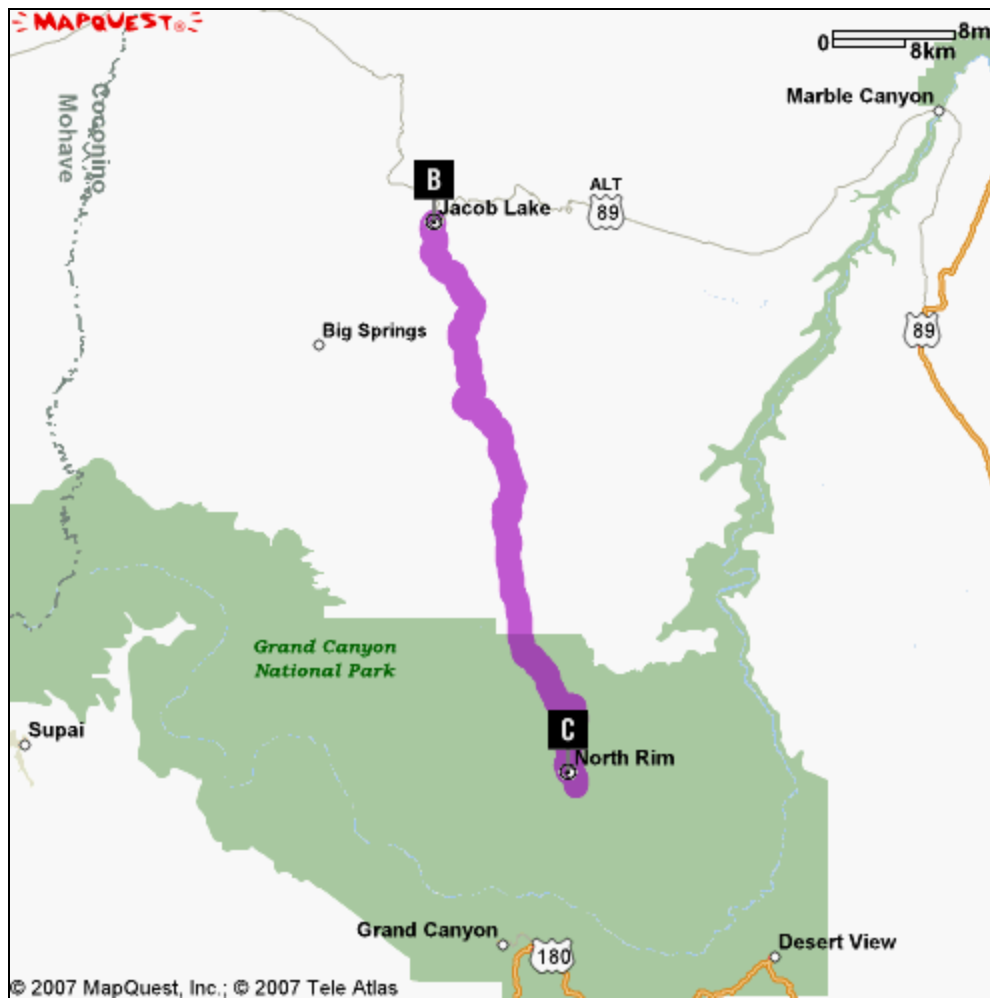 MAPQUEST®
0 8m
8km
Marble Canyon
Coconino
Mohave
B
Jacob Lake
ALT
89
Big Springs
89
Grand Canyon
National Park
Supai
C
North Rim
Grand Canyon
180
Desert View
© 2007 MapQuest, Inc.; © 2007 Tele Atlas